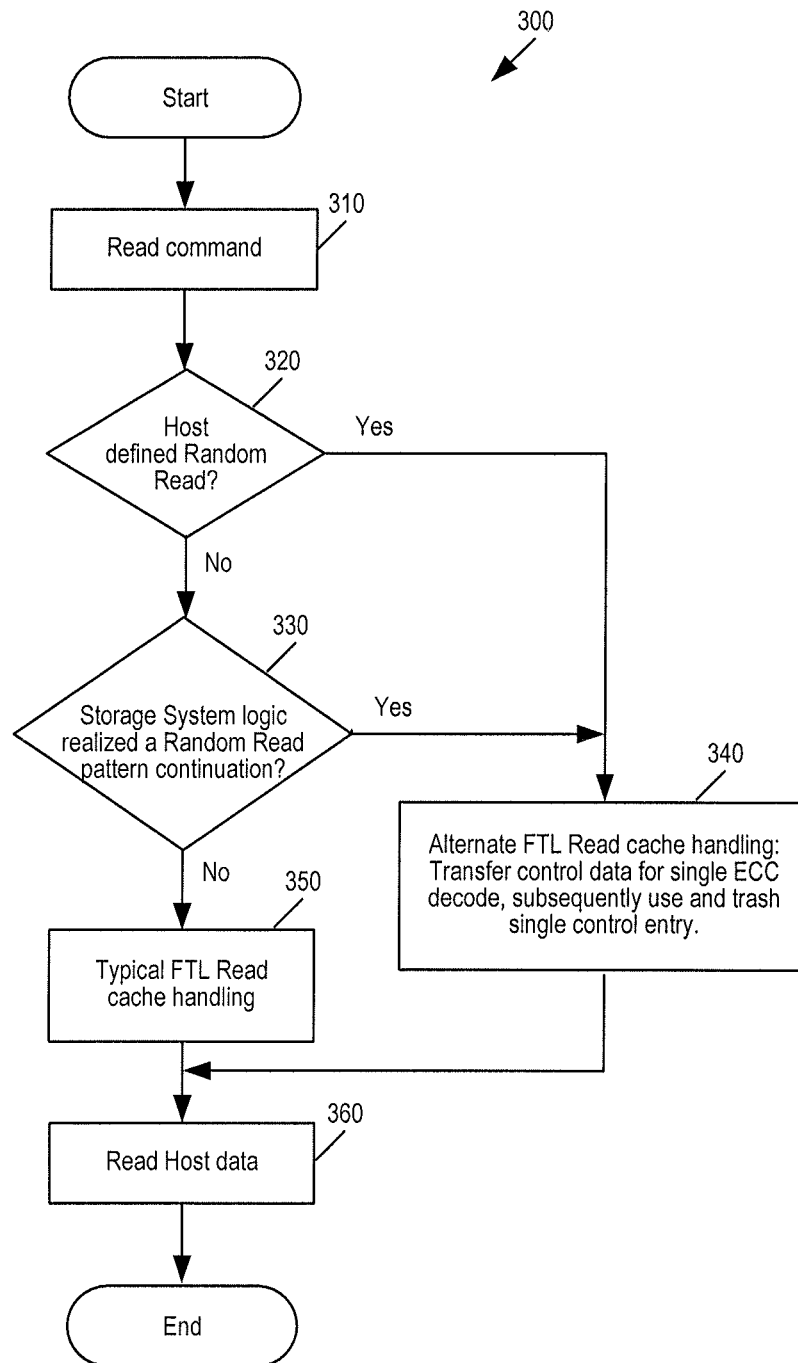 300
Start
310
Read command
320
Host
defined Random
Read?
Yes
No
330
Storage System logic
realized a Random Read
pattern continuation?
Yes
No
340
Alternate FTL Read cache handling:
Transfer control data for single ECC
decode, subsequently use and trash
single control entry.
350
Typical FTL Read
cache handling
360
Read Host data
End